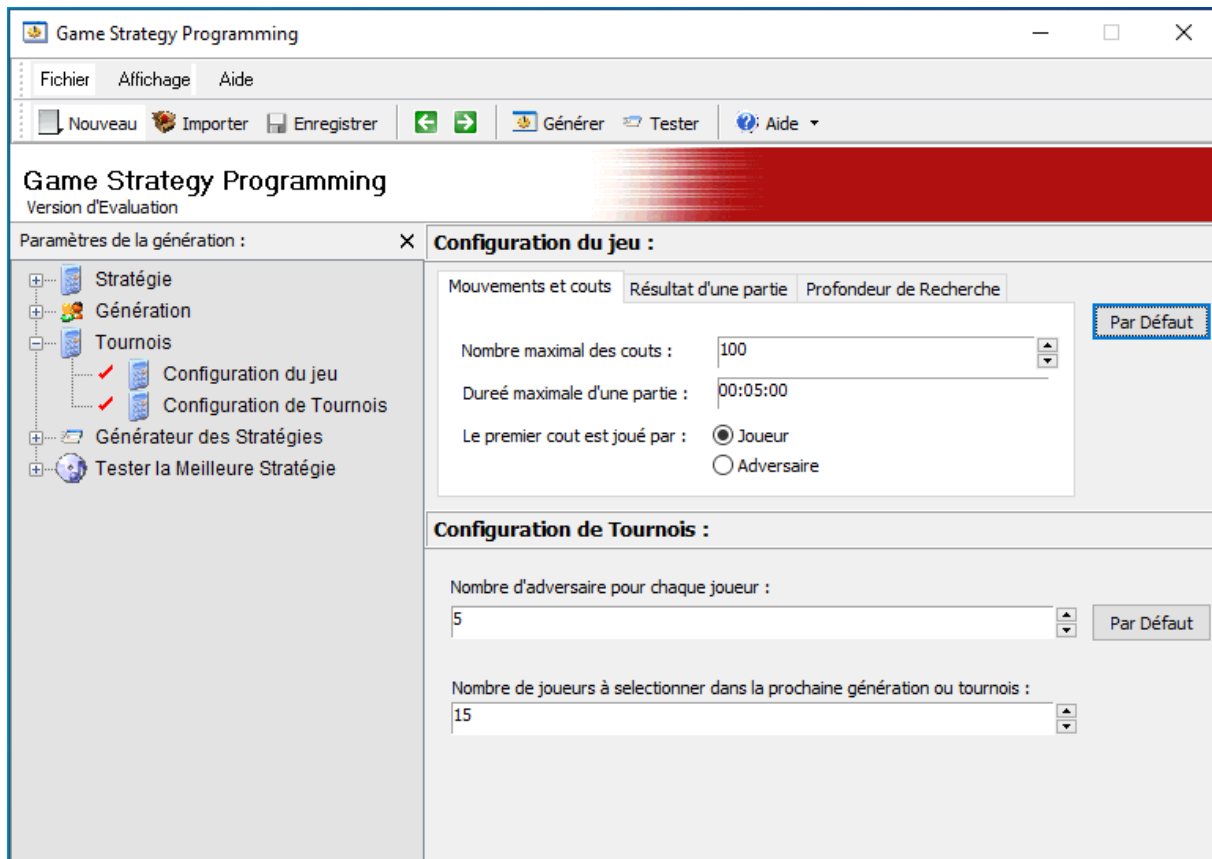 Game Strategy Programming
Fichier Affichage Aide
Nouveau Importer Enregistrer Générer Tester Aide
Game Strategy Programming
Version d'Evaluation
Paramètres de la génération :
Stratégie
Génération
Tournois
Configuration du jeu
Configuration de Tournois
Générateur des Stratégies
Tester la Meilleure Stratégie
Configuration du jeu :
Mouvements et couts Résultat d'une partie Profondeur de Recherche
Par Défaut
Nombre maximal des couts : 100
Dureé maximale d'une partie : 00:05:00
Le premier cout est joué par : Joueur
Adversaire
Configuration de Tournois :
Nombre d'adversaire pour chaque joueur :
5
Par Défaut
Nombre de joueurs à selectionner dans la prochaine génération ou tournois :
15